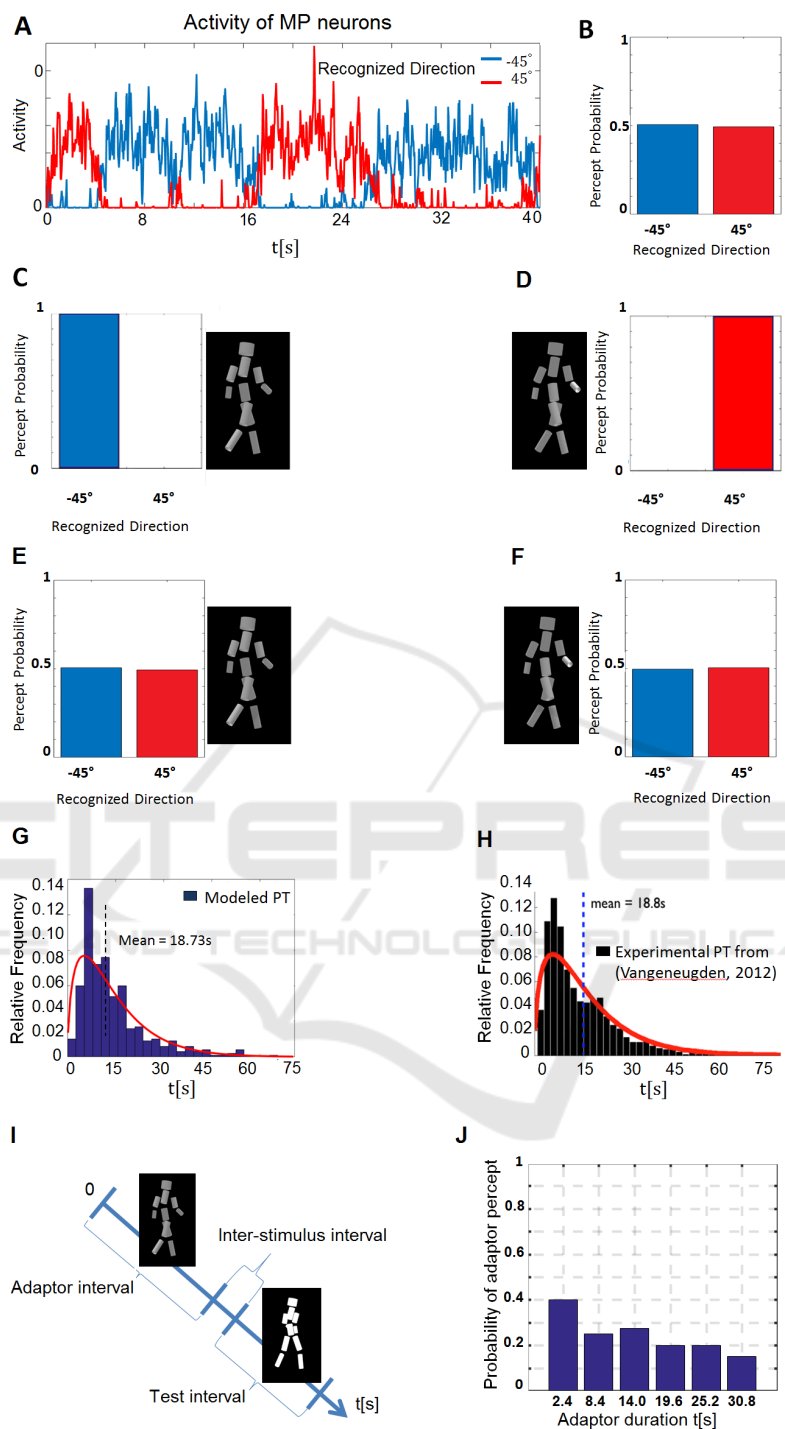 A
Activity of MP neurons
Activity
0
0
Recognized Direction
-45°
45°
0
8
16
24
32
40
t[s]
B
Percept Probability
1
0.5
0
-45°
45°
Recognized Direction
C
Percept Probability
1
0
-45°
45°
Recognized Direction
D
Percept Probability
1
0
-45°
45°
Recognized Direction
E
Percept Probability
1
0.5
0
-45°
45°
Recognized Direction
F
Percept Probability
1
0.5
0
-45°
45°
Recognized Direction
G
Relative Frequency
0.14
0.12
0.08
0.06
0.04
0.02
0
Modeled PT
Mean = 18.73s
0
15
30
45
60
75
t[s]
H
Relative Frequency
0.14
0.12
0.08
0.06
0.04
0.02
0
mean = 18.8s
Experimental PT from
(Vangeneugden, 2012)
0
15
30
45
60
75
t[s]
I
0
Adaptor interval
Inter-stimulus interval
Test interval
t[s]
J
Probability of adaptor percept
1
0.8
0.6
0.4
0.2
0
2.4
8.4
14.0
19.6
25.2
30.8
Adaptor duration t[s]
CITEPRES
CE AND TECHNOLOGY PUBLICA